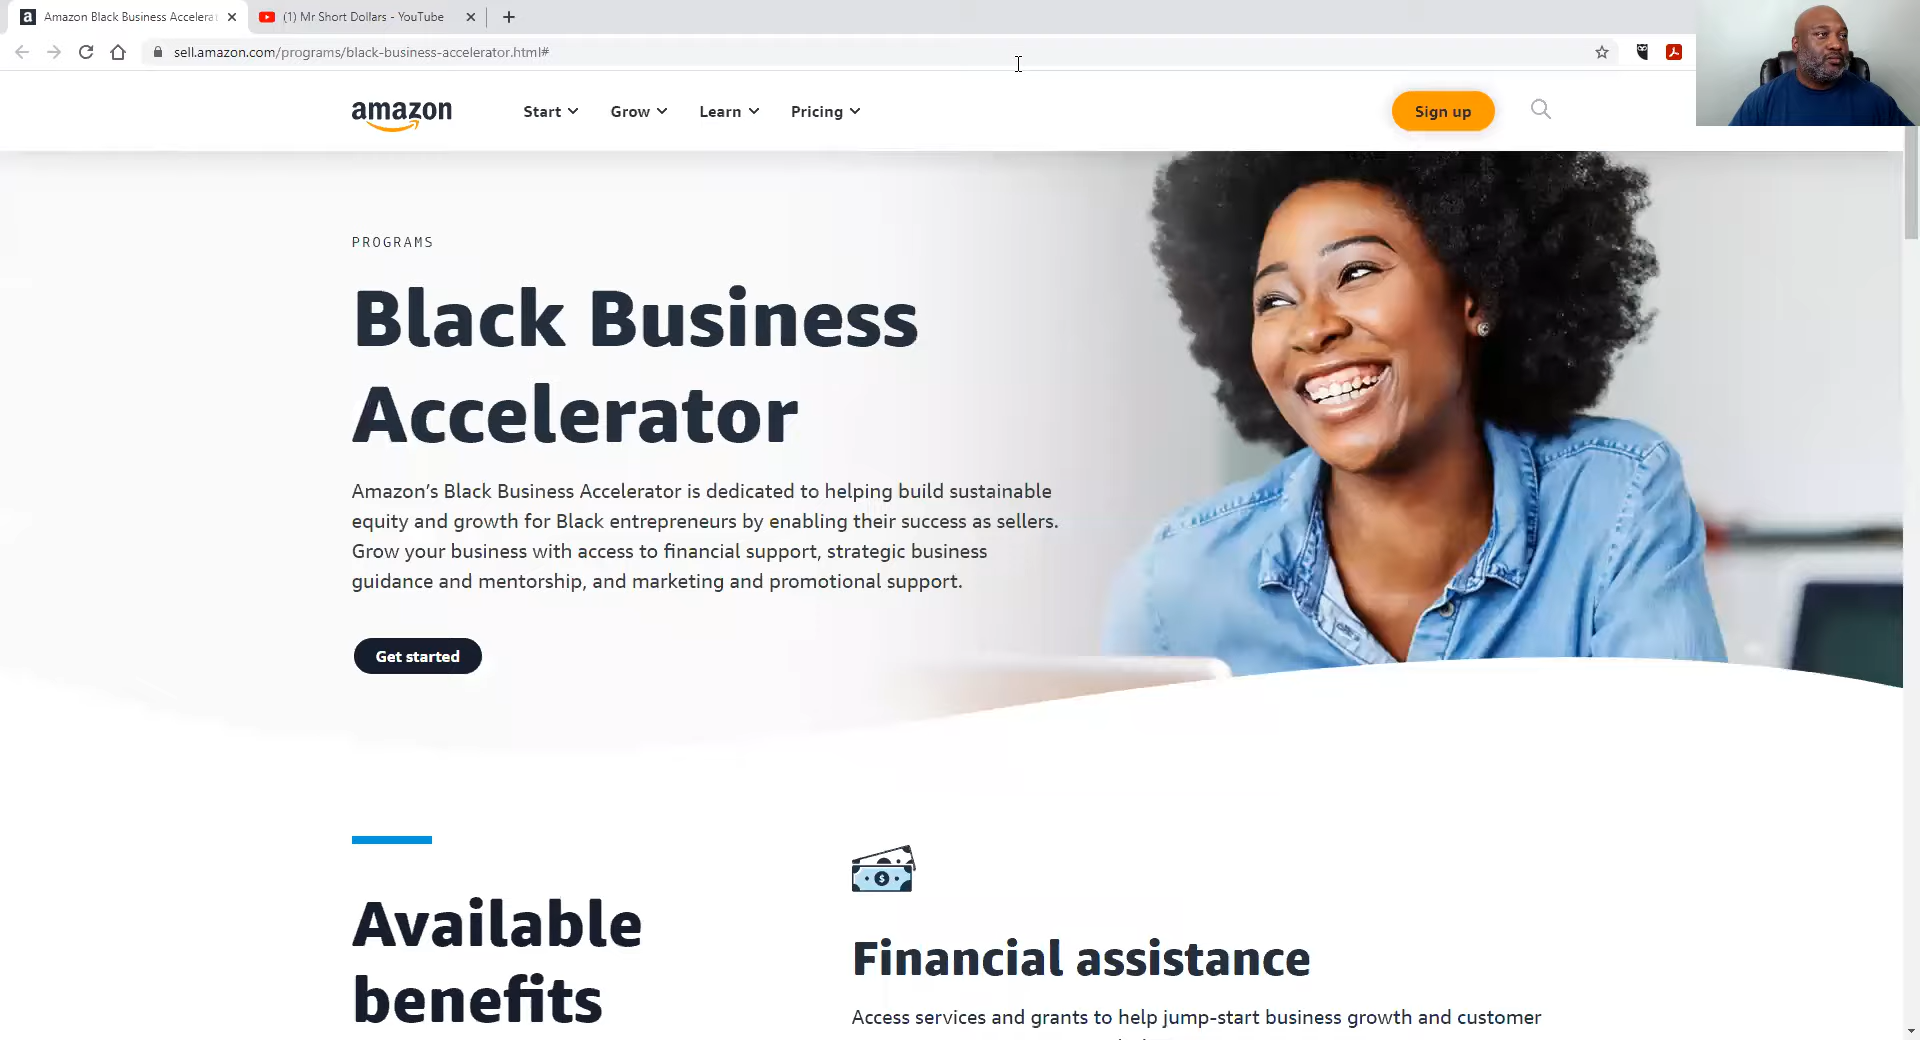 Amazon Black Business Accelera
(1) Mr Short Dollars - YouTube
sell.amazon.com/programs/black-business-accelerator.html#
amazon
Start
Grow
Learn
Pricing
Sign up
PROGRAMS
Black Business
Accelerator
Amazon’s Black Business Accelerator is dedicated to helping build sustainable
equity and growth for Black entrepreneurs by enabling their success as sellers.
Grow your business with access to financial support, strategic business
guidance and mentorship, and marketing and promotional support.
Get started
Available
benefits
$
Financial assistance
Access services and grants to help jump-start business growth and customer